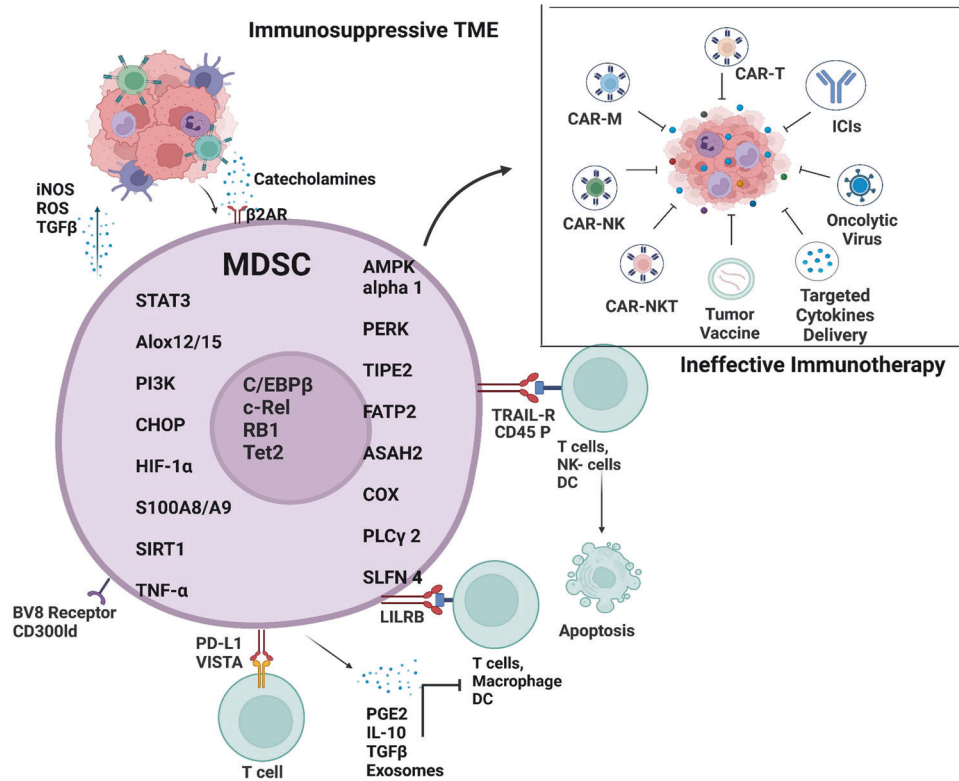 Immunosuppressive TME
iNOS
ROS
TGFβ
Catecholamines
β2AR
MDSC
STAT3
Alox12/15
PI3K
CHOP
HIF-1α
S100A8/A9
SIRT1
TNF-α
C/EBPβ
c-Rel
RB1
Tet2
AMPK
alpha 1
PERK
TIPE2
FATP2
ASAH2
COX
PLCγ 2
SLFN 4
BV8 Receptor
CD300ld
PD-L1
VISTA
T cell
PGE2
IL-10
TGFβ
Exosomes
LILRB
T cells,
Macrophage
DC
TRAIL-R
CD45 P
T cells,
NK- cells
DC
Apoptosis
CAR-T
CAR-M
ICIs
CAR-NK
Oncolytic
Virus
CAR-NKT
Tumor
Vaccine
Targeted
Cytokines
Delivery
Ineffective Immunotherapy